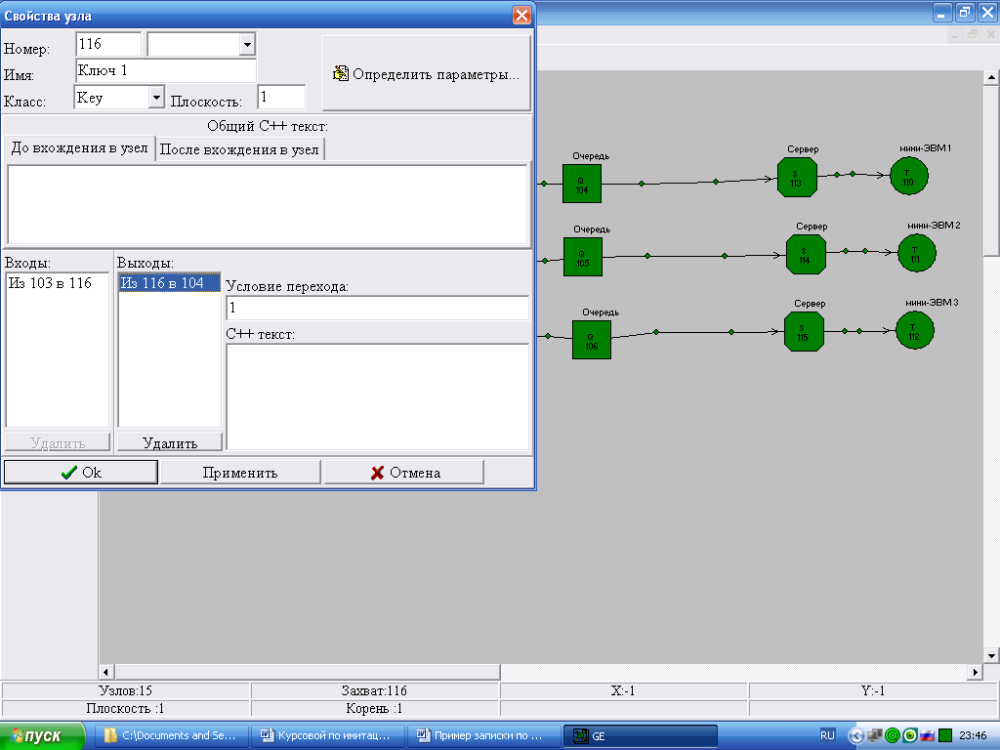 Свойства узла
Номер: 116
Имя: Ключ 1
Класс: Key Плоскость: 1
Определить параметры...
Общий C++ текст:
До вхождения в узел После вхождения в узел
Входы: Выходы:
Из 103 в 116 Из 116 в 104
Условие перехода:
1
C++ текст:
Удалить Удалить
Ok Применить Отмена
Очередь Сервер мини-ЭВМ 1
Q 104 S 113 T 110
Очередь Сервер мини-ЭВМ 2
Q 105 S 114 T 111
Очередь Сервер мини-ЭВМ 3
Q 106 S 115 T 112
Узлов:15 Захват:116 X:-1 Y:-1
Плоскость :1 Корень :1
пуск C:\Documents and Se... Курсовой по имитац... Пример записки по ... GE RU 23:46